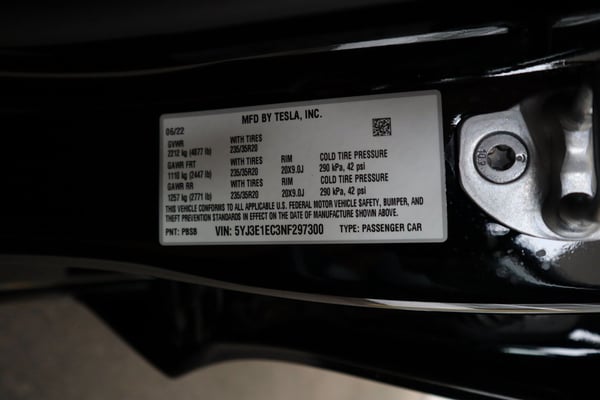 MFD BY TESLA, INC.
06/22
GVWR WITH TIRES
2212 kg (4877 lb) 235/35R20
GAWR FRT WITH TIRES RIM COLD TIRE PRESSURE
1110 kg (2447 lb) 235/35R20 20X9.0J 290 kPa, 42 psi
GAWR RR WITH TIRES RIM COLD TIRE PRESSURE
1257 kg (2771 lb) 235/35R20 20X9.0J 290 kPa, 42 psi
THIS VEHICLE CONFORMS TO ALL APPLICABLE U.S. FEDERAL MOTOR VEHICLE SAFETY, BUMPER, AND
THEFT PREVENTION STANDARDS IN EFFECT ON THE DATE OF MANUFACTURE SHOWN ABOVE.
PNT: PBSB VIN: 5YJ3E1EC3NF297300 TYPE: PASSENGER CAR